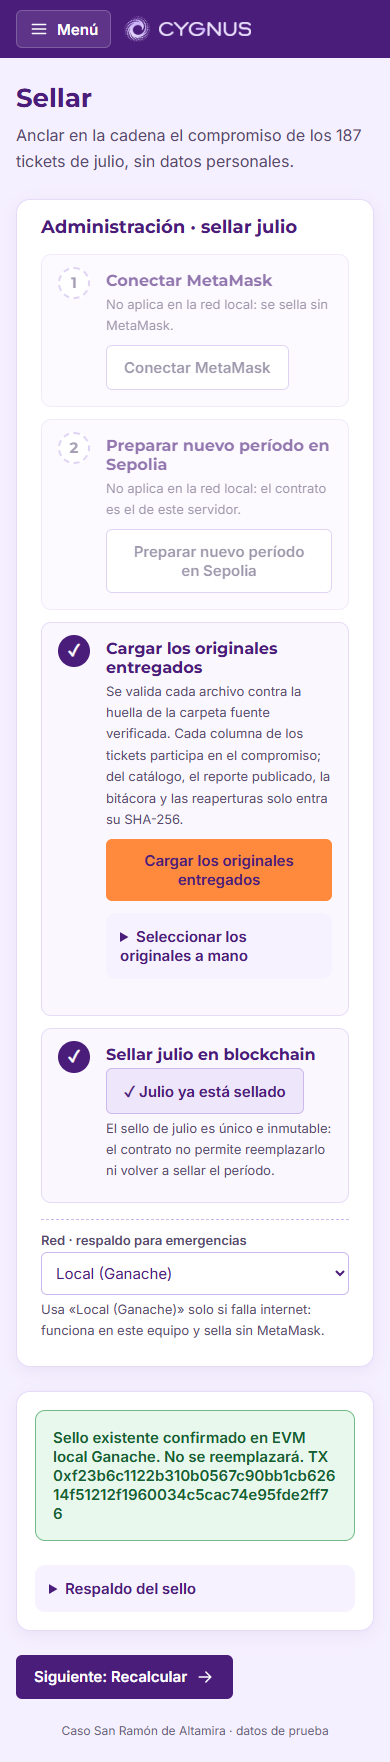 Menú
CYGNUS
Sellar
Anclar en la cadena el compromiso de los 187
tickets de julio, sin datos personales.
Administración · sellar julio
1
Conectar MetaMask
No aplica en la red local: se sella sin
MetaMask.
Conectar MetaMask
2
Preparar nuevo período en
Sepolia
No aplica en la red local: el contrato
es el de este servidor.
Preparar nuevo período
en Sepolia
✓
Cargar los originales
entregados
Se valida cada archivo contra la
huella de la carpeta fuente
verificada. Cada columna de los
tickets participa en el compromiso;
del catálogo, el reporte publicado, la
bitácora y las reaperturas solo entra
su SHA-256.
Cargar los originales
entregados
▶ Seleccionar los
originales a mano
✓
Sellar julio en blockchain
✓ Julio ya está sellado
El sello de julio es único e inmutable:
el contrato no permite reemplazarlo
ni volver a sellar el período.
Red · respaldo para emergencias
Local (Ganache)
Usa «Local (Ganache)» solo si falla internet:
funciona en este equipo y sella sin MetaMask.
Sello existente confirmado en EVM
local Ganache. No se reemplazará. TX
0xf23b6c1122b310b0567c90bb1cb626
14f51212f1960034c5cac74e95fde2ff7
6
▶ Respaldo del sello
Siguiente: Recalcular →
Caso San Ramón de Altamira · datos de prueba